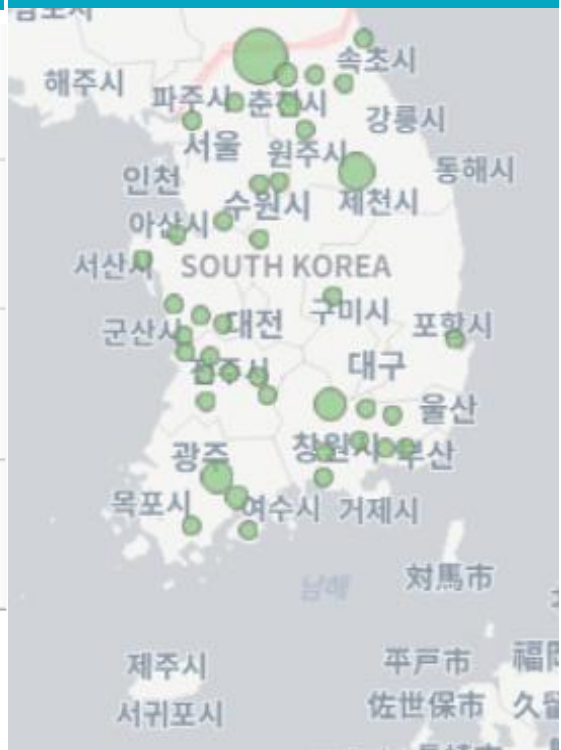 해주시
속초시
파주시
춘천시
강릉시
서울
원주시
동해시
인천
수원시
제천시
아산시
서산시
SOUTH KOREA
구미시
군산시
대전
포항시
대구
전주시
울산
광주
창원시
부산
목포시
여수시
거제시
対馬市
남해
제주시
平戸市
서귀포시
佐世保市